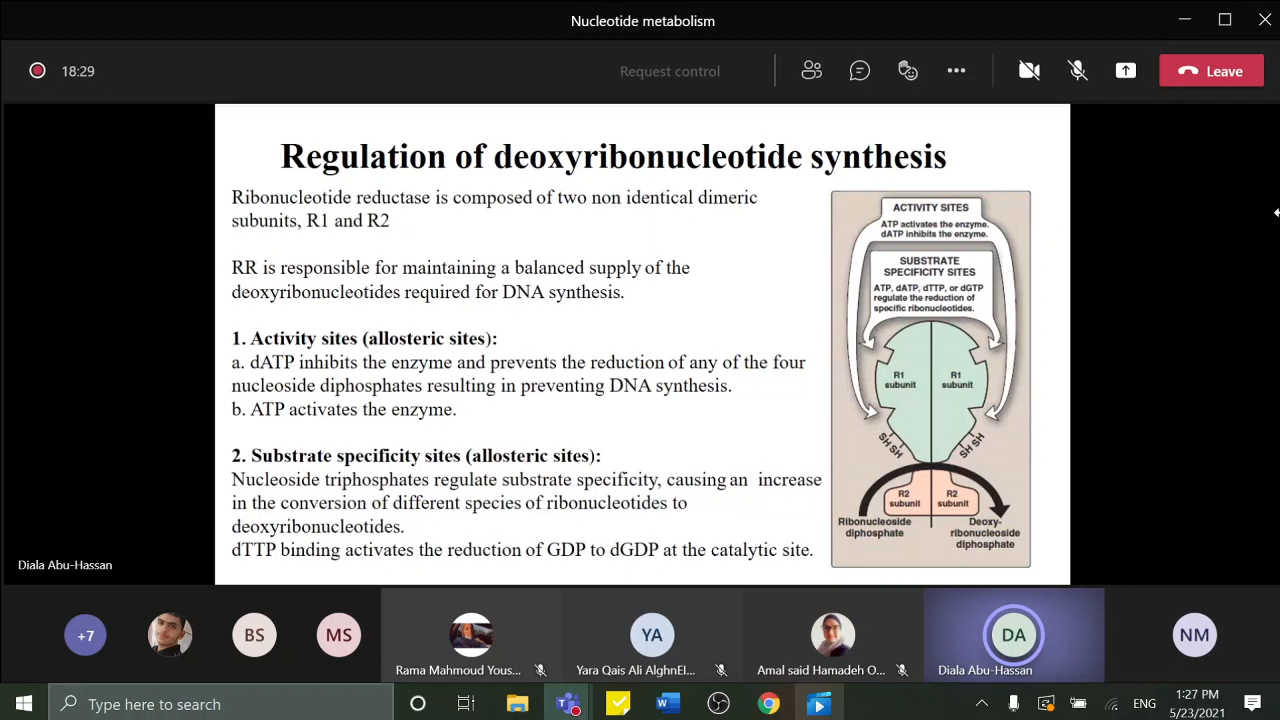 Nucleotide metabolism
18:29
Request control
Leave
Regulation of deoxyribonucleotide synthesis
Ribonucleotide reductase is composed of two non identical dimeric
subunits, R1 and R2
RR is responsible for maintaining a balanced supply of the
deoxyribonucleotides required for DNA synthesis.
1. Activity sites (allosteric sites):
a. dATP inhibits the enzyme and prevents the reduction of any of the four
nucleoside diphosphates resulting in preventing DNA synthesis.
b. ATP activates the enzyme.
2. Substrate specificity sites (allosteric sites):
Nucleoside triphosphates regulate substrate specificity, causing an increase
in the conversion of different species of ribonucleotides to
deoxyribonucleotides.
dTTP binding activates the reduction of GDP to dGDP at the catalytic site.
ACTIVITY SITES
ATP activates the enzyme.
dATP inhibits the enzyme.
SUBSTRATE
SPECIFICITY SITES
ATP, dATP, dTTP, or dGTP
regulate the reduction of
specific ribonucleotides.
R1 subunit
R1 subunit
SH SH
SH SH
R2 subunit
R2 subunit
Ribonucleoside
diphosphate
Deoxy-
ribonucleoside
diphosphate
Diala Abu-Hassan
+7
BS
MS
Rama Mahmoud Yous...
YA
Yara Qais Ali AlghnEl...
Amal said Hamadeh O...
DA
Diala Abu-Hassan
NM
Type here to search
ENG
1:27 PM
5/23/2021